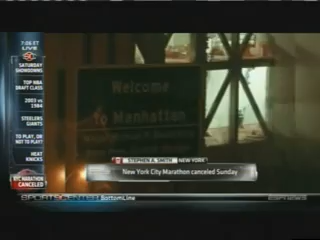 7:05 ET
LIVE
SC
SATURDAY
SHOWDOWNS
TOP NBA
DRAFT CLASS
2003 vs
1984
STEELERS
GIANTS
TO PLAY, OR
NOT TO PLAY?
HEAT
KNICKS
NYC MARATHON
CANCELED
Welcome
to Manhattan
STEPHEN A. SMITH
NEW YORK
New York City Marathon canceled Sunday
SPORTSCENTER BottomLine